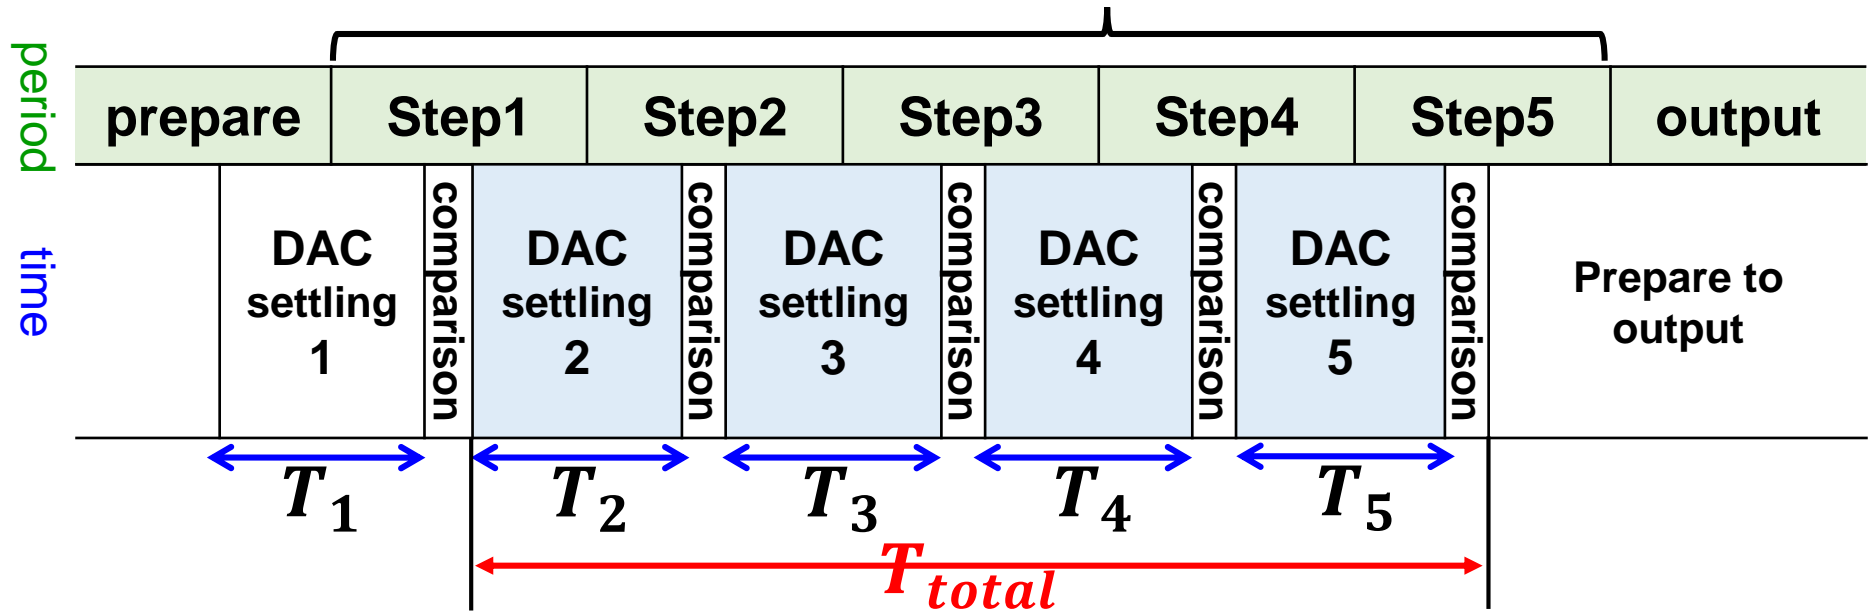 period
prepare
Step1
Step2
Step3
Step4
Step5
output
time
DAC
settling
1
comparison
DAC
settling
2
comparison
DAC
settling
3
comparison
DAC
settling
4
comparison
DAC
settling
5
comparison
Prepare to
output
T1
T2
T3
T4
T5
Ttotal